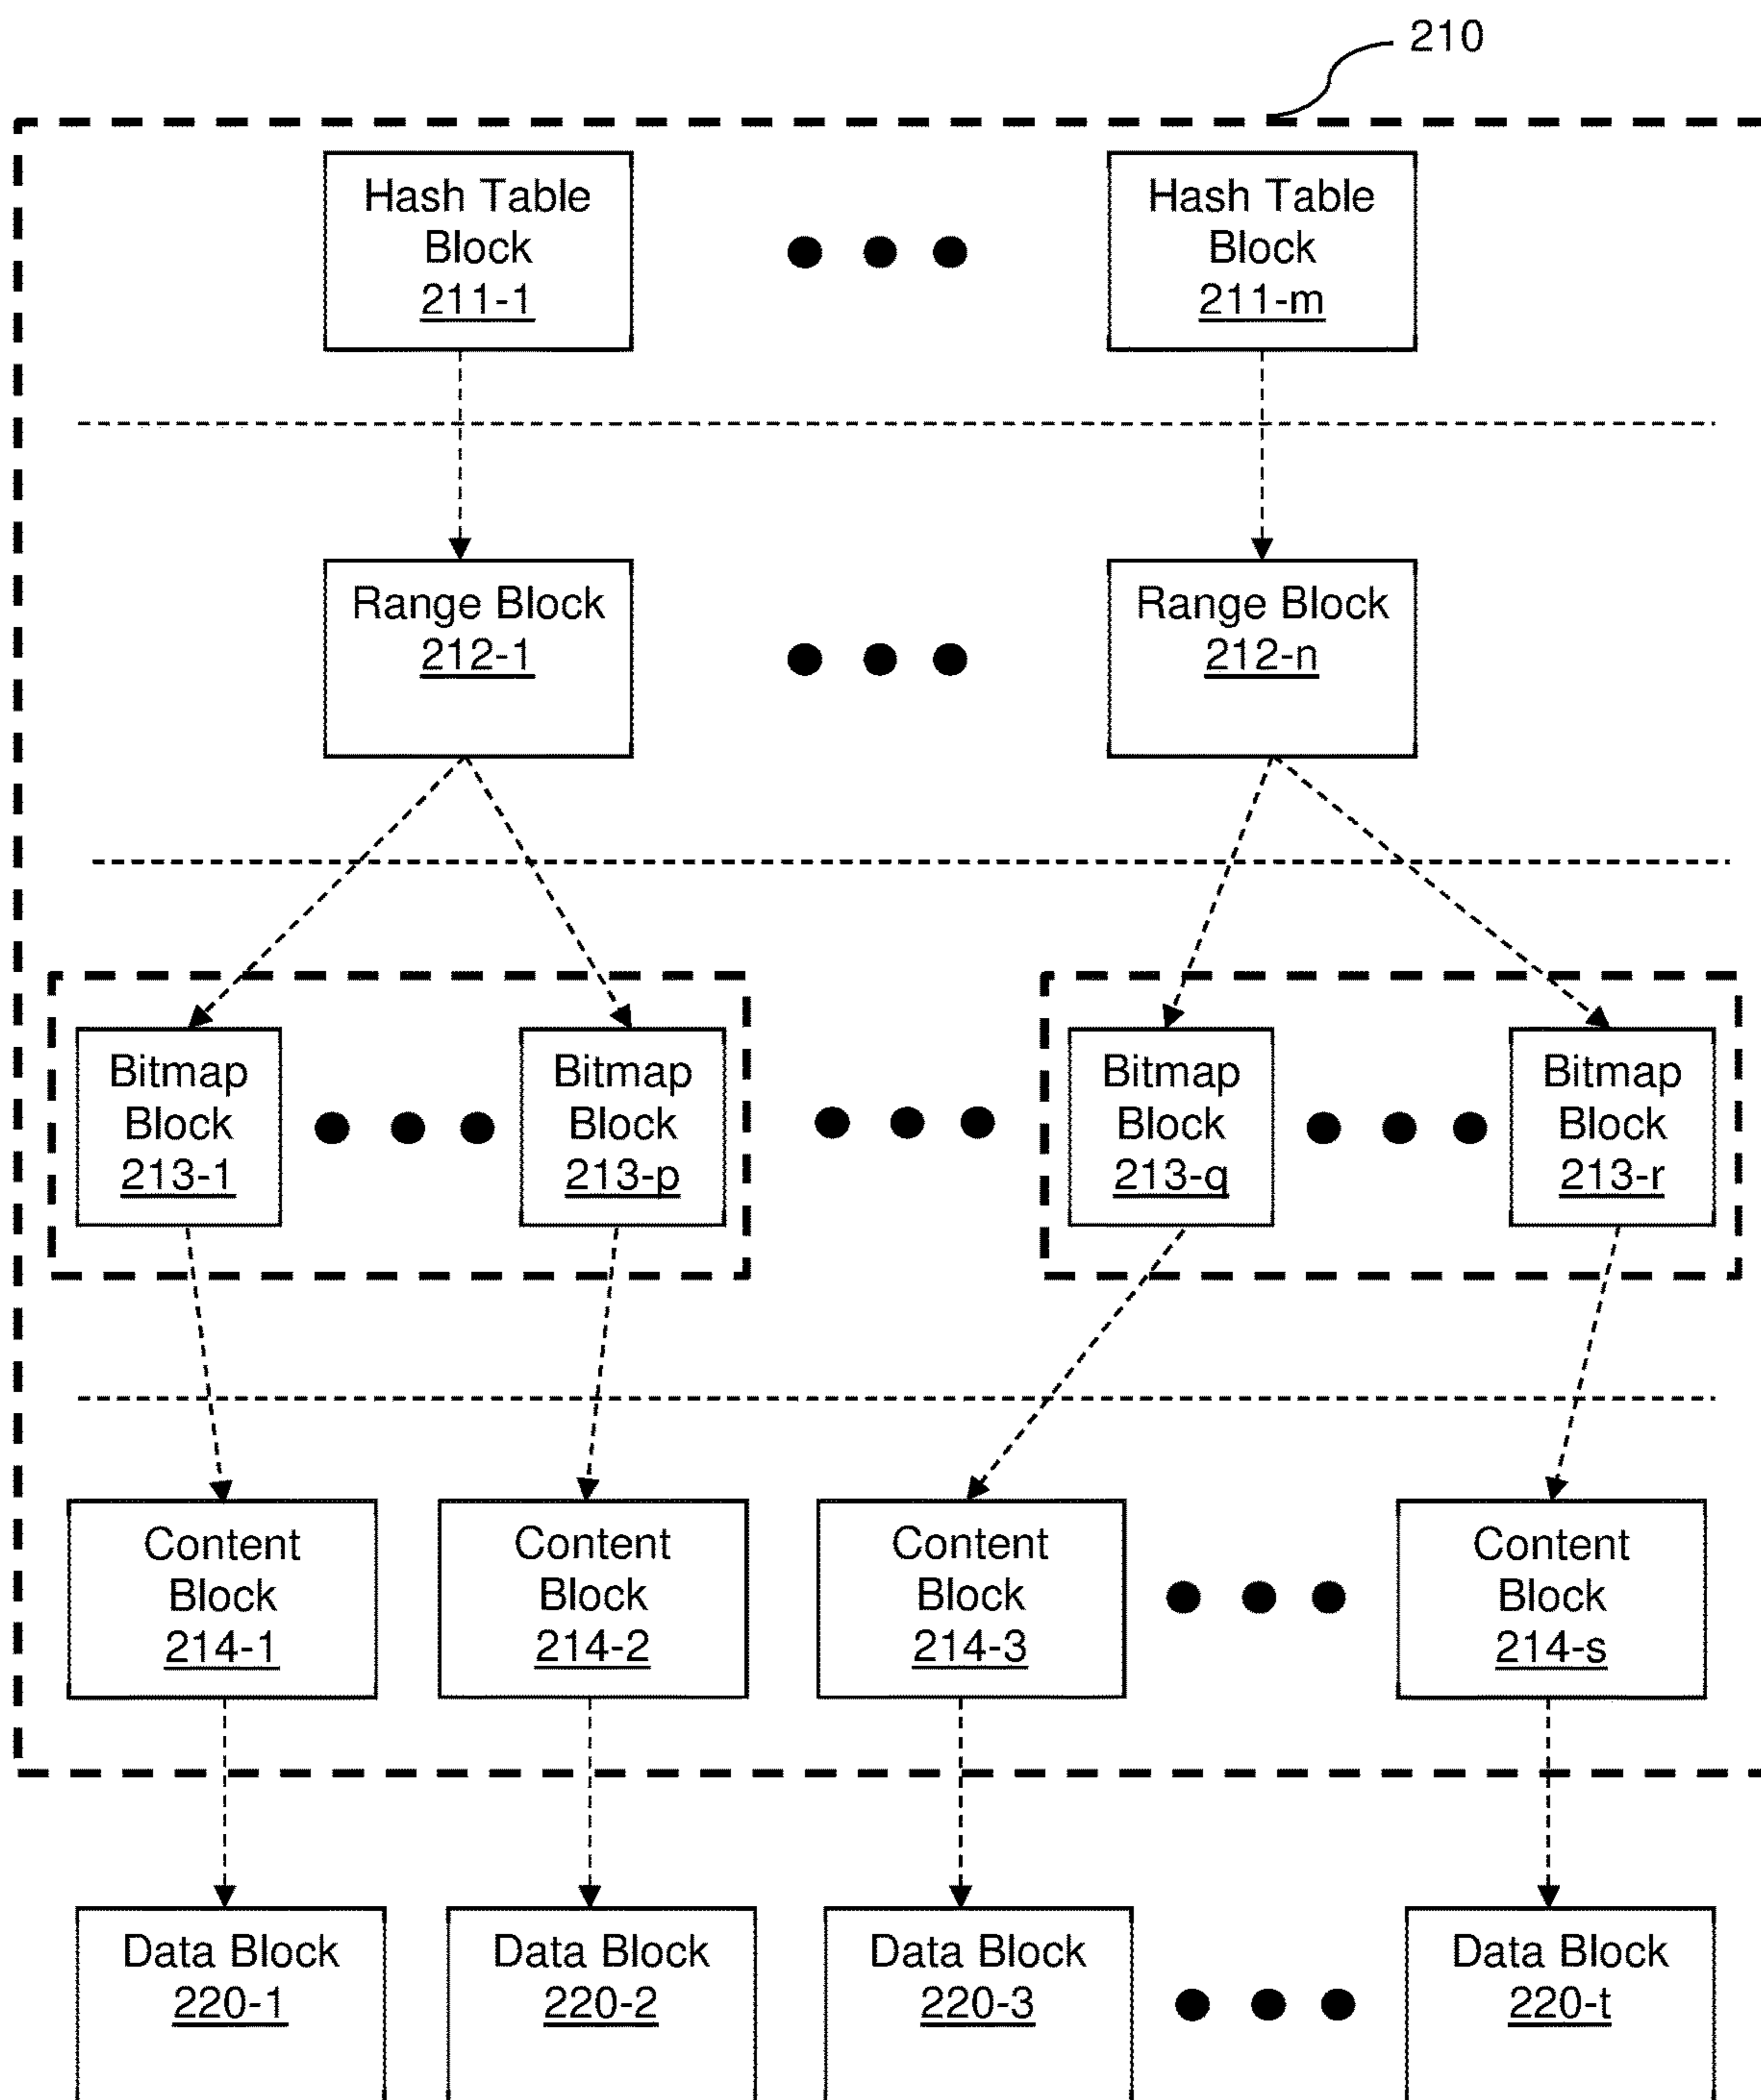 210
Hash Table
Block
211-1
Hash Table
Block
211-m
Range Block
212-1
Range Block
212-n
Bitmap
Block
213-1
Bitmap
Block
213-p
Bitmap
Block
213-q
Bitmap
Block
213-r
Content
Block
214-1
Content
Block
214-2
Content
Block
214-3
Content
Block
214-s
Data Block
220-1
Data Block
220-2
Data Block
220-3
Data Block
220-t